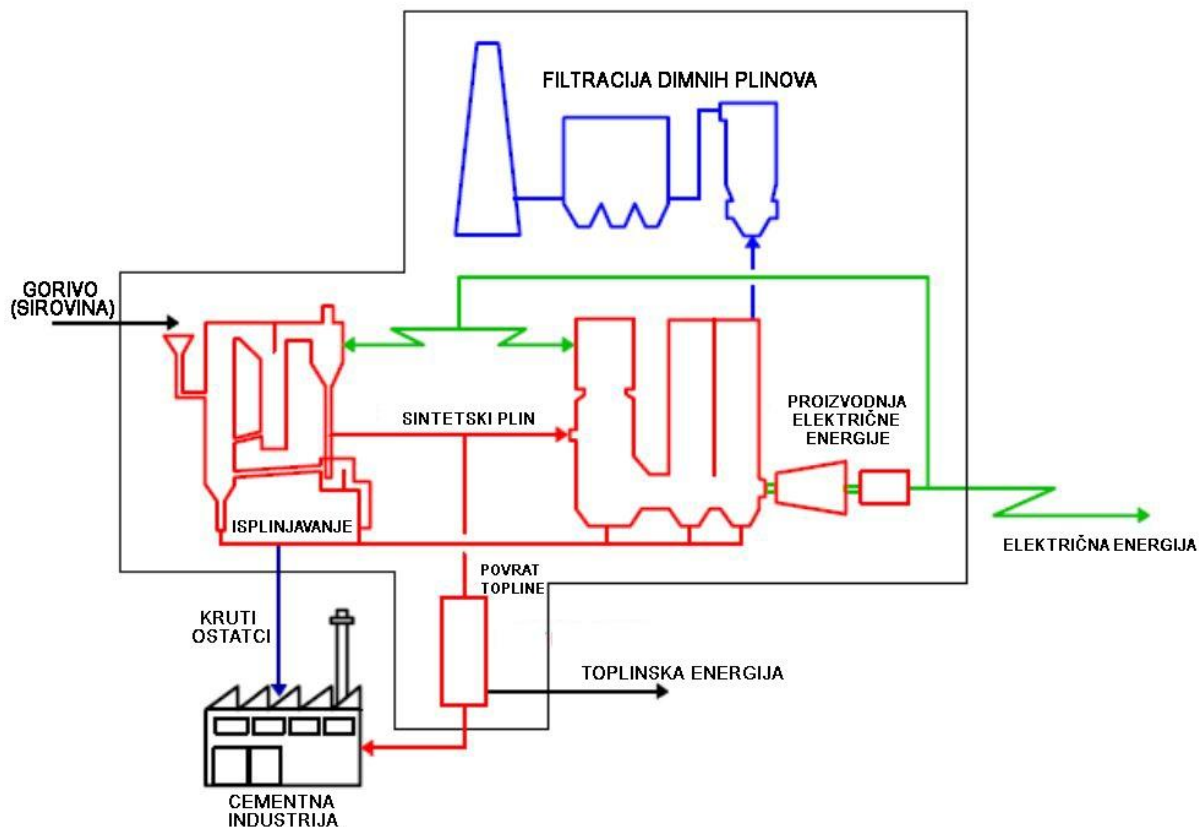 FILTRACIJA DIMNIH PLINOVA
GORIVO
(SIROVINA)
SINTETSKI PLIN
PROIZVODNJA
ELEKTRIČNE
ENERGIJE
ISPLINJAVANJE
ELEKTRIČNA ENERGIJA
POVRAT
TOPLINE
KRUTI
OSTATCI
TOPLINSKA ENERGIJA
CEMENTNA
INDUSTRIJA